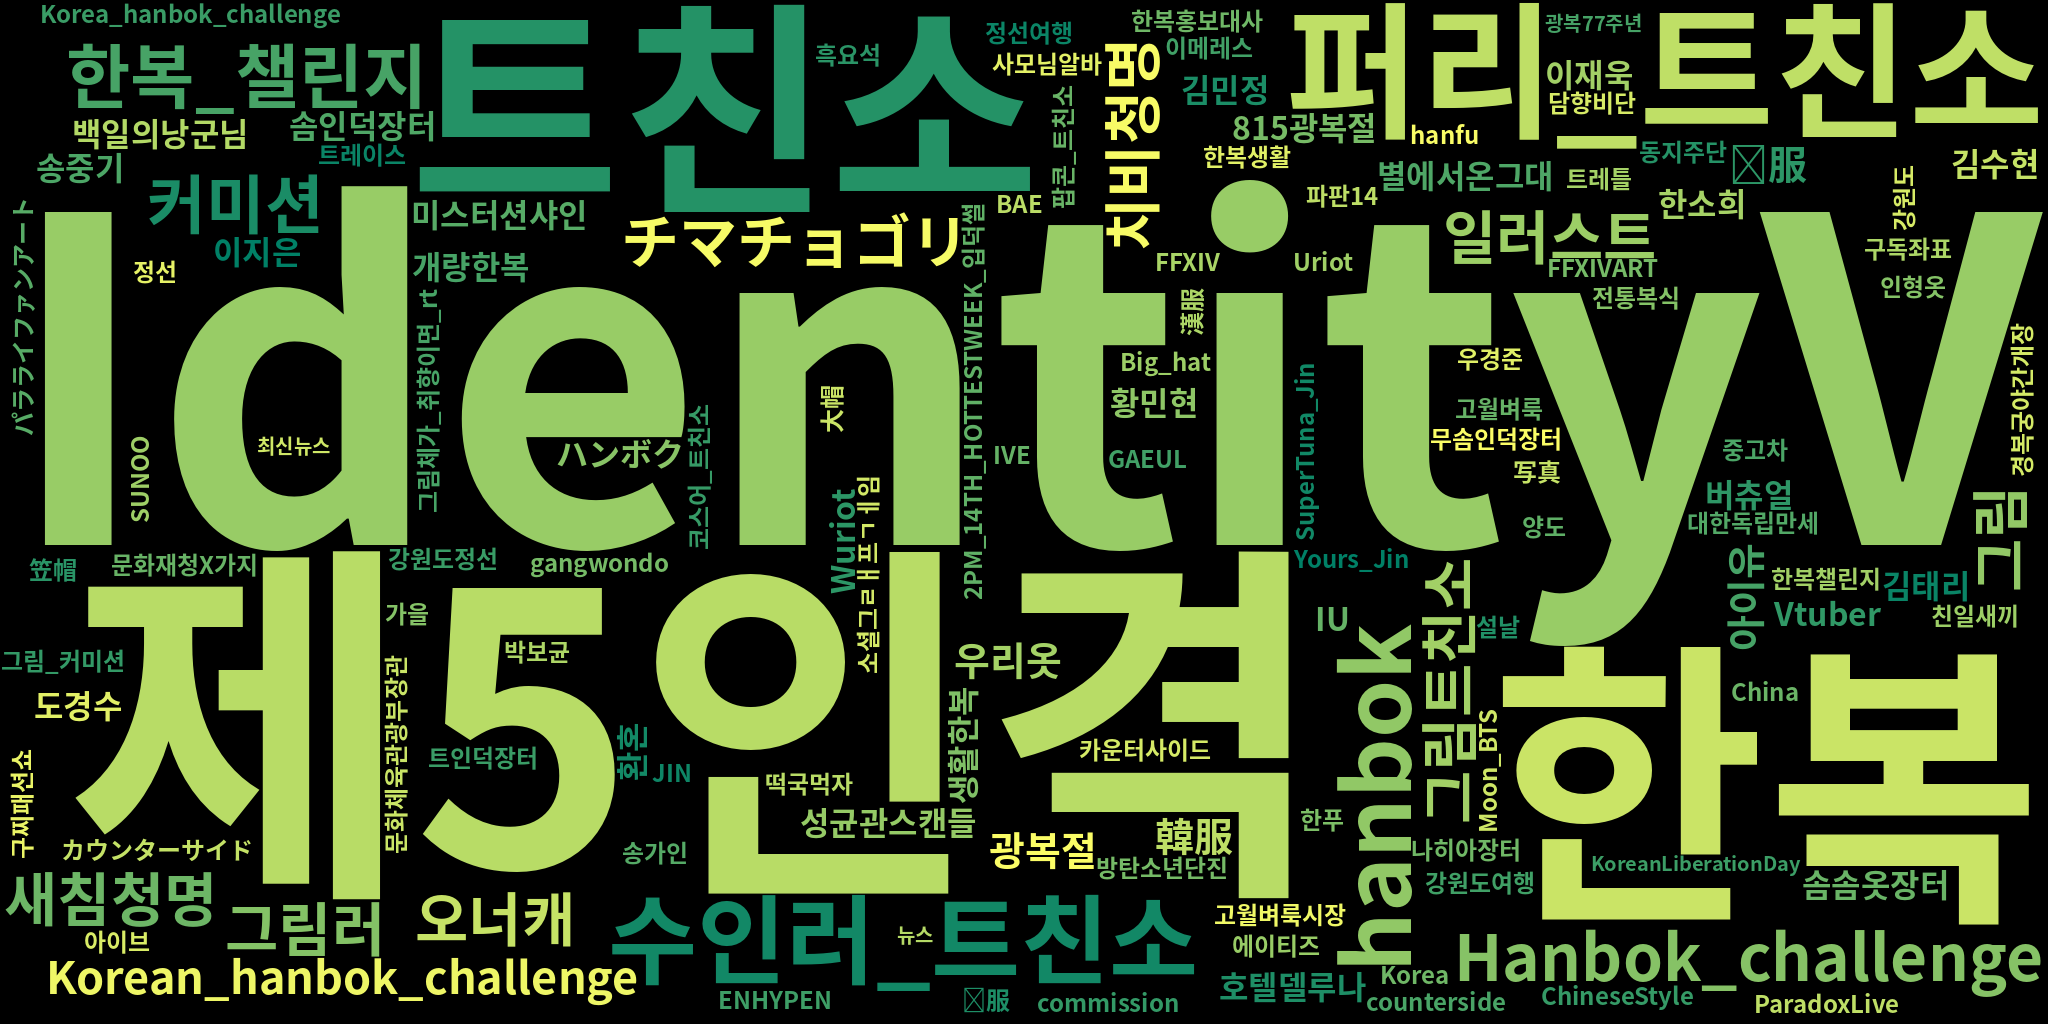 Korea_hanbok_challenge
트친소
퍼리_트친소
한복_챌린지
흑요석
정선여행
사모님알바
한복홍보대사
이메레스
광복77주년
이재욱
담향비단
치비청명
김민정
815광복절
hanfu
백일의낭군님
솜인덕장터
트레이스
송중기
팝콘_트친소
한복생활
별에서온그대
동지주단
服
김수현
트레틀
커미션
이지은
미스터션샤인
BAE
파판14
한소희
강원도
チマチョゴリ
일러스트
정선
개량한복
FFXIV
Uriot
FFXIVART
구독좌표
인형옷
전통복식
パラライファンアート
IdentityV
그림체가_취향이면_rt
2PM_14TH_HOTTESTWEEK_입덕썰
漢服
Big_hat
우경준
경복궁야간개장
황민현
SuperTuna_Jin
大帽
고월벼룩
무솜인덕장터
SUNOO
최신뉴스
ハンボク
코스어_트친소
IVE
GAEUL
写真
중고차
버츄얼
그림
대한독립만세
양도
Wuriot
소셜그ㄹㅐ프ㄱㅔ임
笠帽
문화재청X가지
강원도정선
gangwondo
Yours_Jin
아이유
한복챌린지
김태리
Vtuber
친일새끼
제5인격
가을
IU
설날
박보균
우리옷
hanbok
그림트친소
한복
그림_커미션
도경수
문화체육관광부장관
생활한복
China
Moon_BTS
트인덕장터
환혼
JIN
카운터사이드
떡국먹자
구찌패션소
성균관스캔들
韓服
한푸
カウンターサイド
송가인
광복절
방탄소년단진
나히아장터
KoreanLiberationDay
강원도여행
솜솜옷장터
새침청명
그림러
오너캐
수인러_트친소
고월벼룩시장
아이브
뉴스
에이티즈
Hanbok_challenge
Korean_hanbok_challenge
호텔델루나
Korea
ENHYPEN
服
commission
counterside
ChineseStyle
ParadoxLive